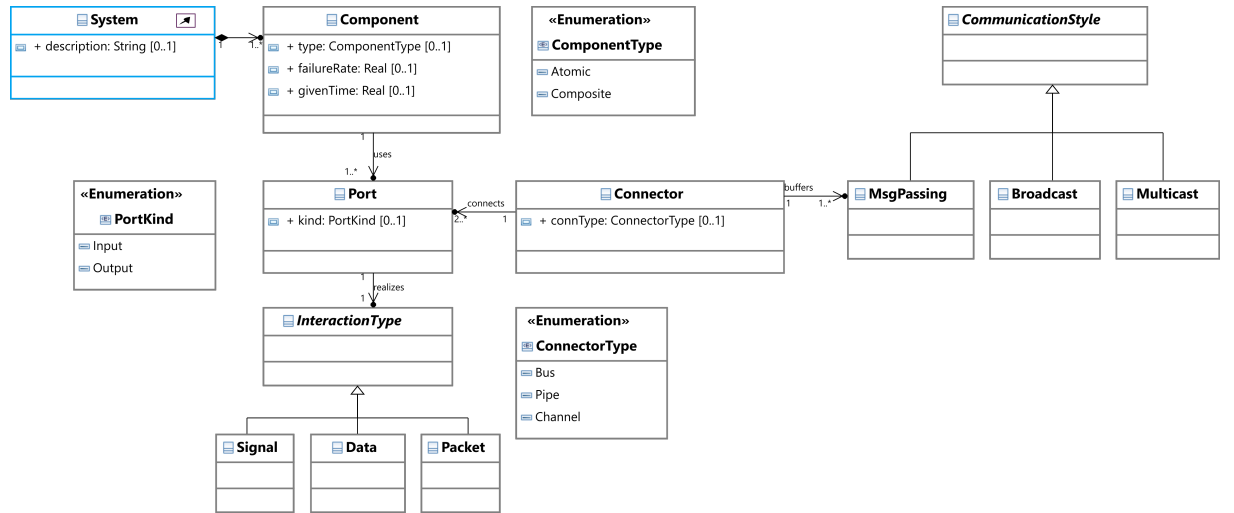 System
+ description: String [0..1]
1
1..*
Component
+ type: ComponentType [0..1]
+ failureRate: Real [0..1]
+ givenTime: Real [0..1]
«Enumeration»
ComponentType
Atomic
Composite
CommunicationStyle
1
uses
1..*
«Enumeration»
PortKind
Input
Output
Port
+ kind: PortKind [0..1]
connects
2..*
1
Connector
+ connType: ConnectorType [0..1]
buffers
1
1..*
MsgPassing
Broadcast
Multicast
1
realizes
1
InteractionType
«Enumeration»
ConnectorType
Bus
Pipe
Channel
Signal
Data
Packet